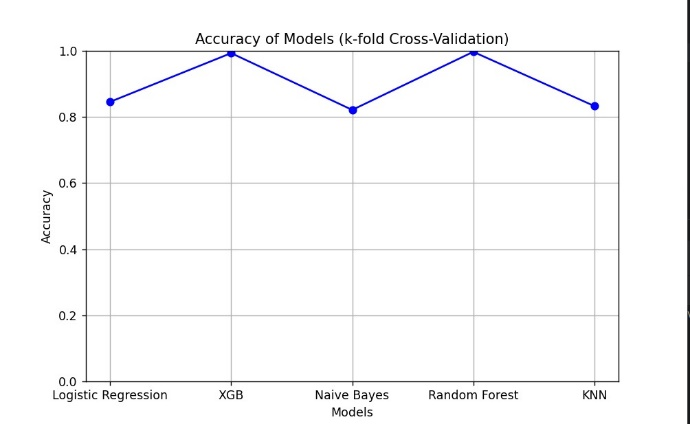 Accuracy of Models (k-fold Cross-Validation)
1.0
0.8
0.6
0.4
0.2
0.0
Accuracy
Logistic Regression XGB Naive Bayes Random Forest KNN
Models